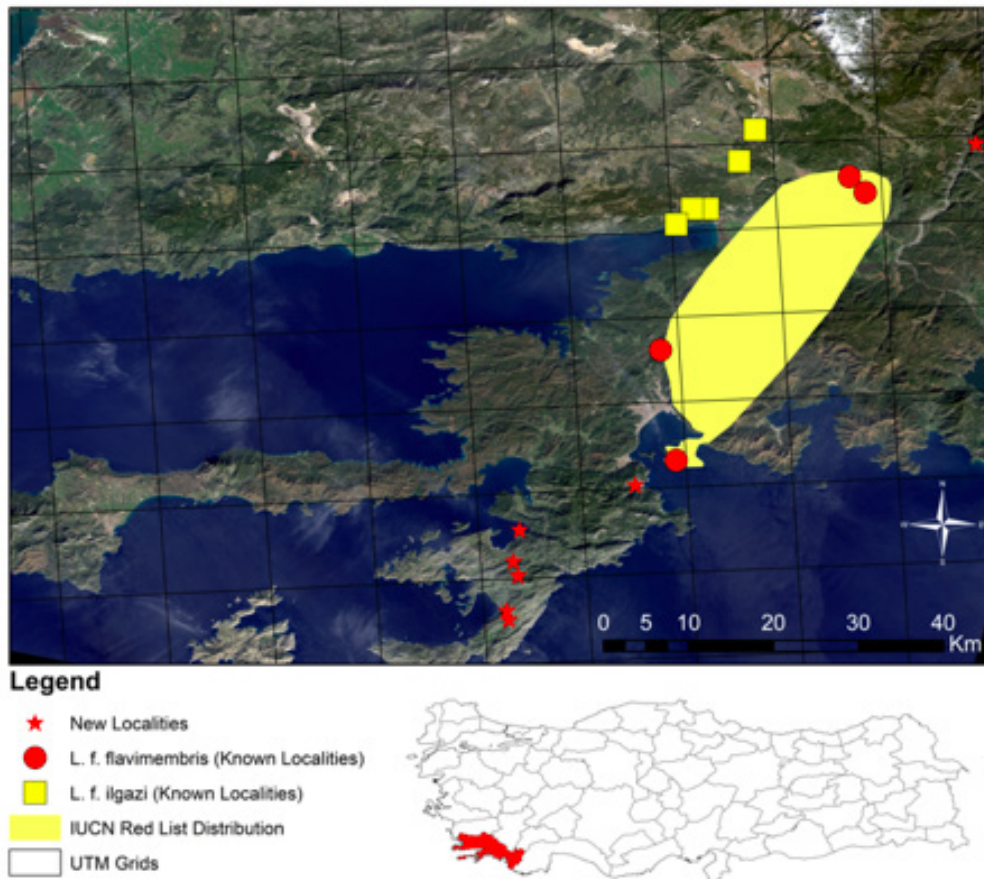 0 5 10 20 30 40
Km
Legend
New Localities
L. f. flavimembris (Known Localities)
L. f. ilgazi (Known Localities)
IUCN Red List Distribution
UTM Grids